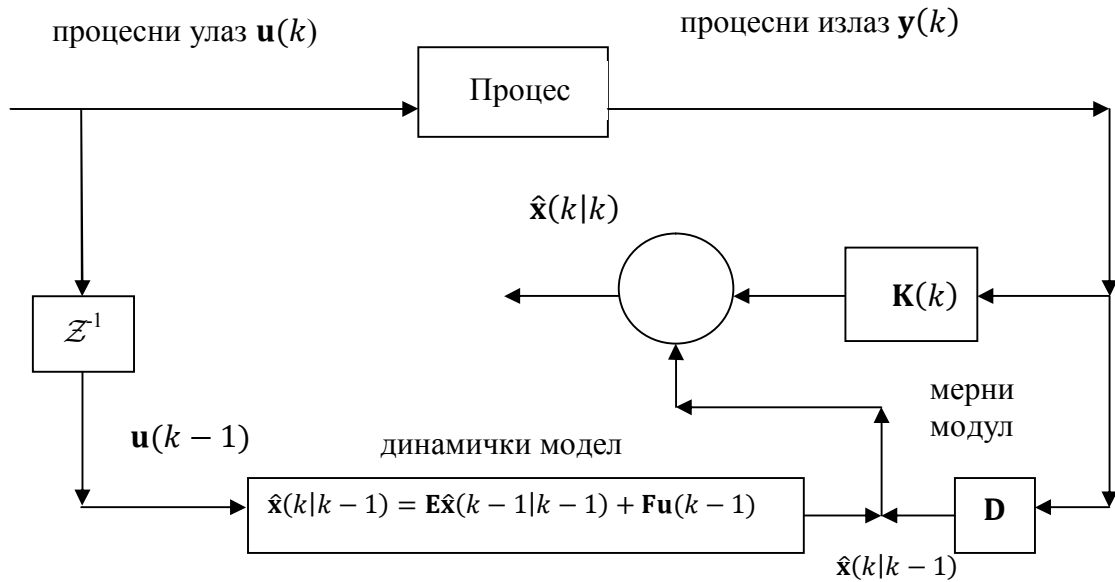 процесни улаз 𝐮(𝑘)
процесни излаз 𝐲(𝑘)
Процес
𝐱̂(𝑘|𝑘)
𝐊(𝑘)
𝒵⁻¹
мерни
модул
𝐮(𝑘 − 1)
динамички модел
𝐱̂(𝑘|𝑘 − 1) = 𝐄𝐱̂(𝑘 − 1|𝑘 − 1) + 𝐅𝐮(𝑘 − 1)
𝐃
𝐱̂(𝑘|𝑘 − 1)